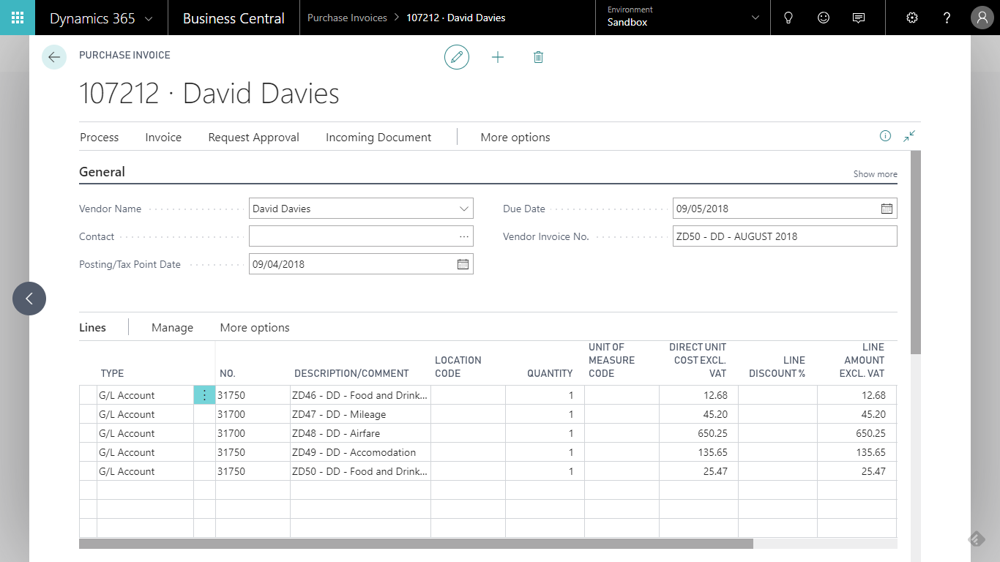 Dynamics 365
Business Central
Purchase Invoices > 107212 · David Davies
Environment
Sandbox
?
PURCHASE INVOICE
107212 · David Davies
Process Invoice Request Approval Incoming Document More options
General
Show more
Vendor Name David Davies
Due Date 09/05/2018
Contact ...
Vendor Invoice No. ZD50 - DD - AUGUST 2018
Posting/Tax Point Date 09/04/2018
Lines Manage More options
TYPE NO. DESCRIPTION/COMMENT LOCATION CODE QUANTITY UNIT OF MEASURE CODE DIRECT UNIT COST EXCL. VAT LINE DISCOUNT % LINE AMOUNT EXCL. VAT
G/L Account 31750 ZD46 - DD - Food and Drink... 1 12.68 12.68
G/L Account 31700 ZD47 - DD - Mileage 1 45.20 45.20
G/L Account 31700 ZD48 - DD - Airfare 1 650.25 650.25
G/L Account 31750 ZD49 - DD - Accomodation 1 135.65 135.65
G/L Account 31750 ZD50 - DD - Food and Drink... 1 25.47 25.47